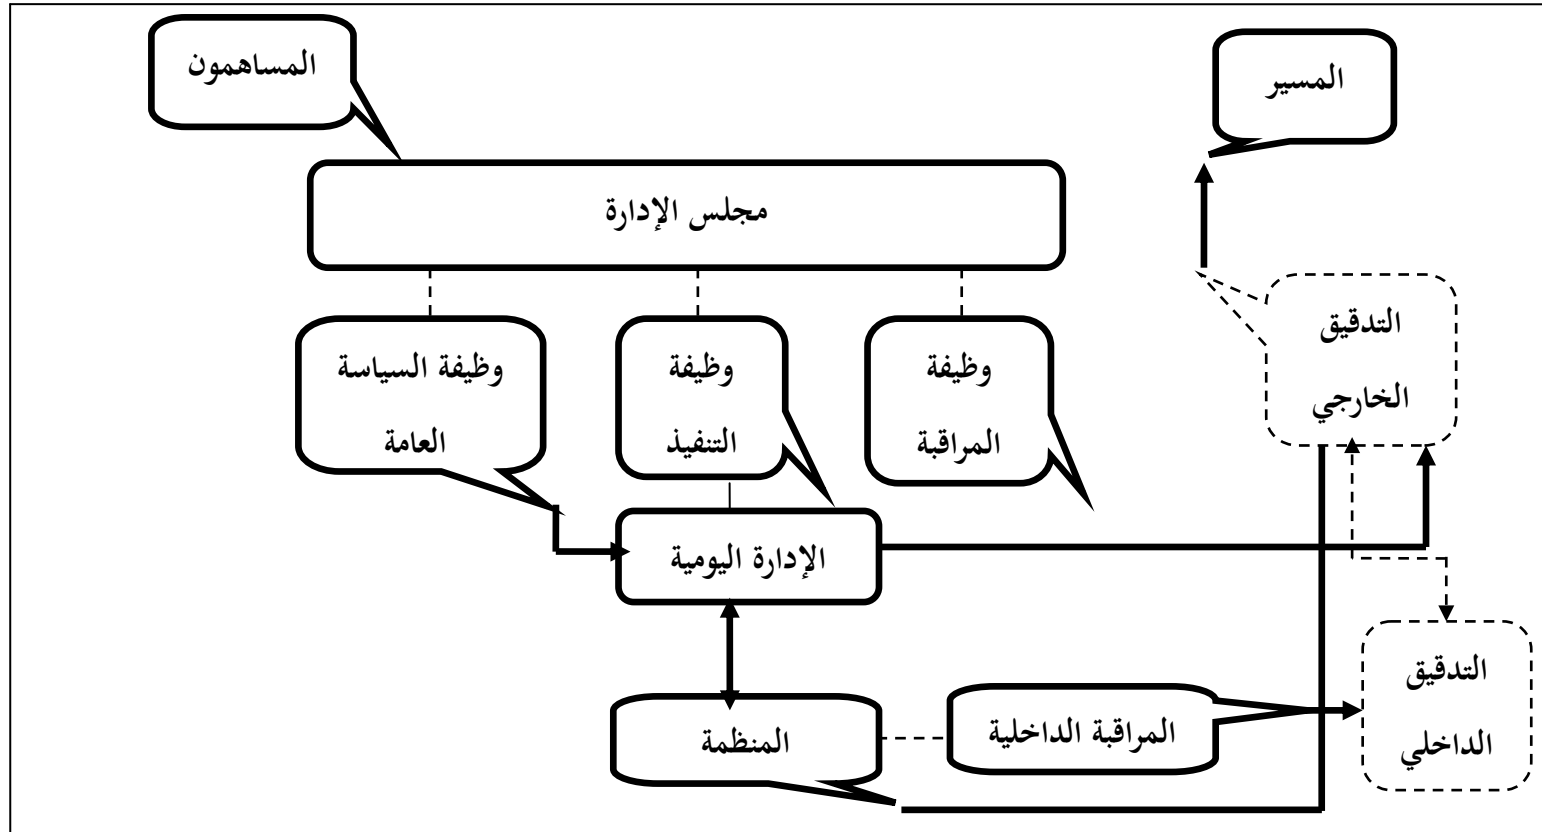 المسير
المساهمون
مجلس الإدارة
التدقيق
الخارجي
وظيفة
المراقبة
وظيفة
التنفيذ
وظيفة السياسة
العامة
الإدارة اليومية
التدقيق
الداخلي
المراقبة الداخلية
المنظمة